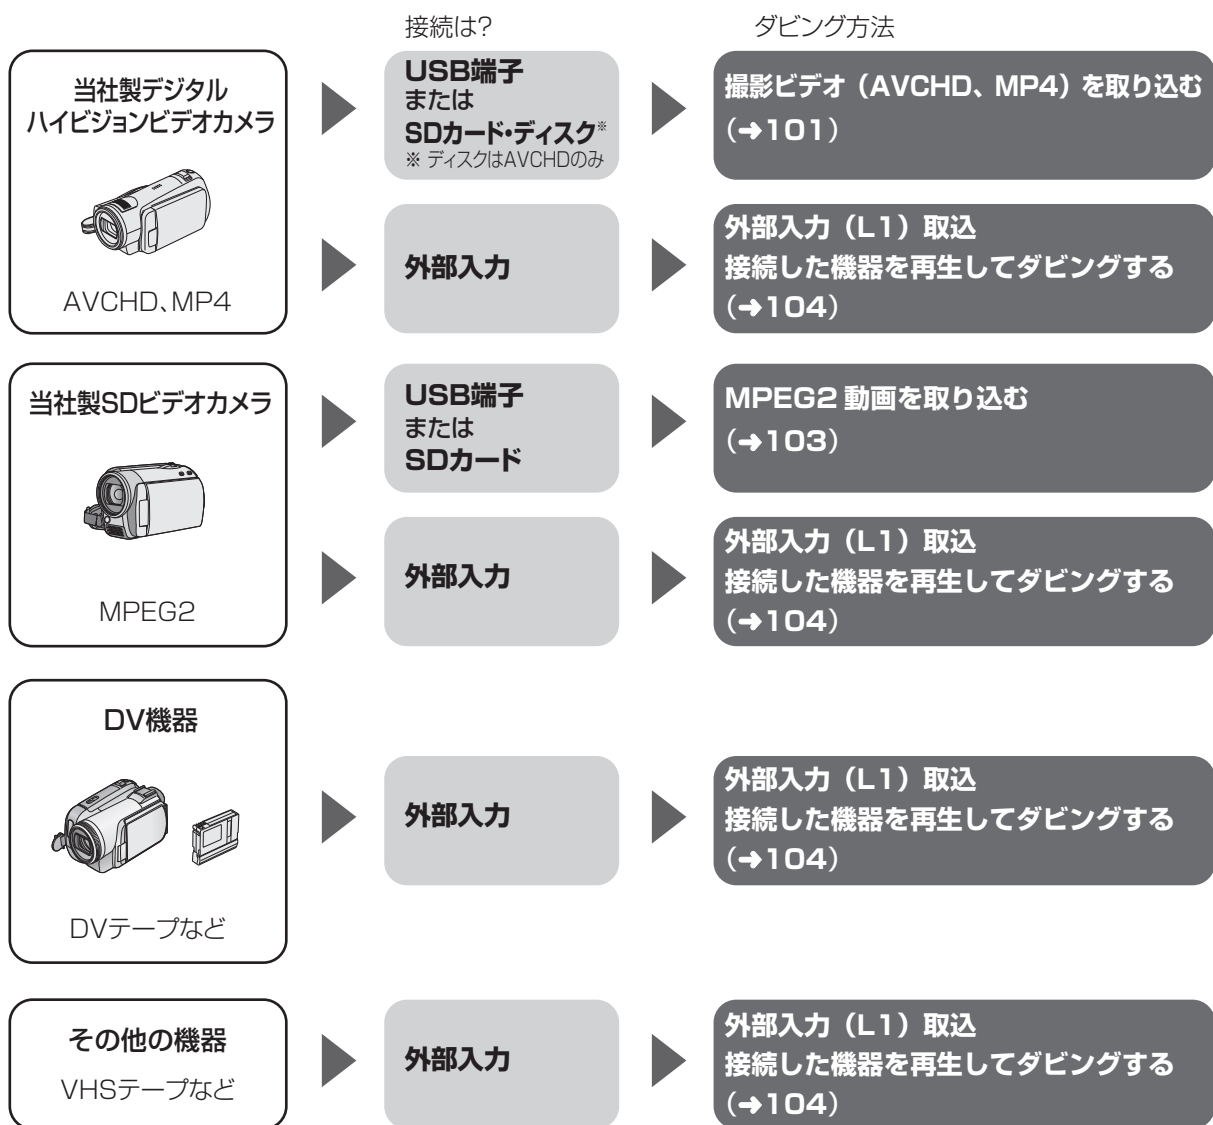 接続は?
ダビング方法
当社製デジタル
ハイビジョンビデオカメラ
AVCHD、MP4
USB端子
または
SDカード・ディスク※
※ ディスクはAVCHDのみ
撮影ビデオ（AVCHD、MP4）を取り込む
（➜101）
外部入力
外部入力（L1）取込
接続した機器を再生してダビングする
（➜104）
当社製SDビデオカメラ
MPEG2
USB端子
または
SDカード
MPEG2 動画を取り込む
（➜103）
外部入力
外部入力（L1）取込
接続した機器を再生してダビングする
（➜104）
DV機器
DVテープなど
外部入力
外部入力（L1）取込
接続した機器を再生してダビングする
（➜104）
その他の機器
VHSテープなど
外部入力
外部入力（L1）取込
接続した機器を再生してダビングする
（➜104）